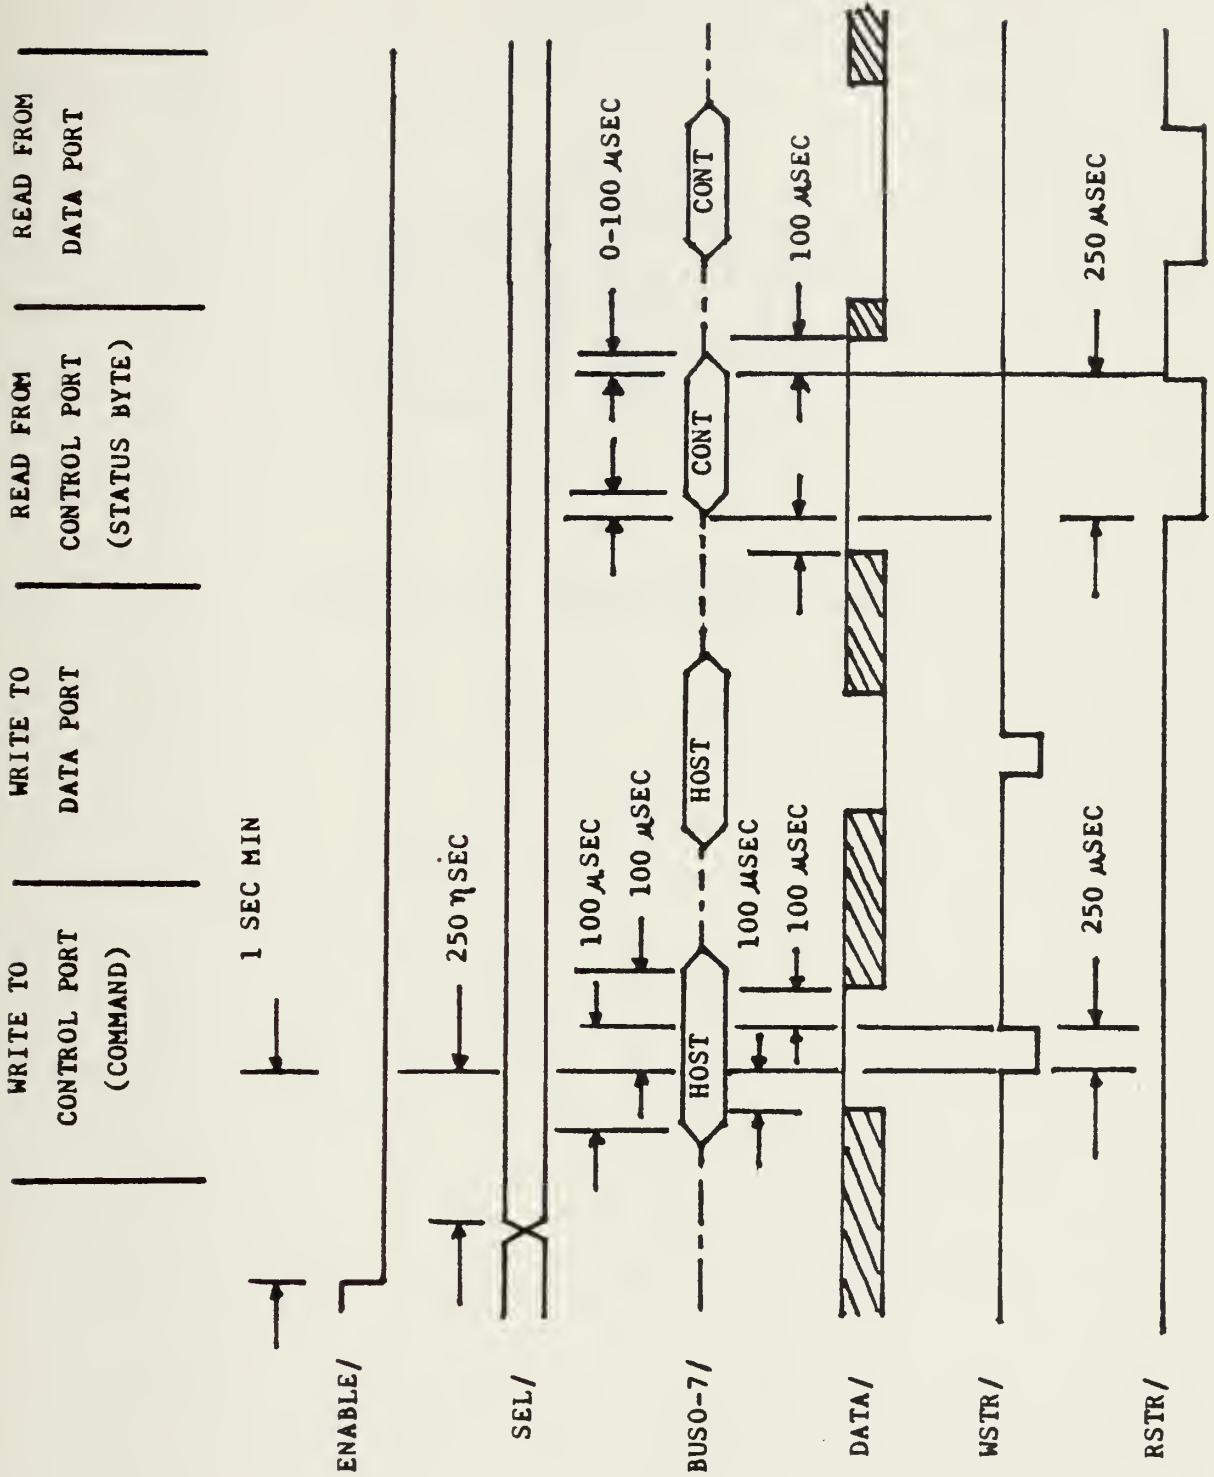 WRITE TO
CONTROL PORT
(COMMAND)
WRITE TO
DATA PORT
READ FROM
CONTROL PORT
(STATUS BYTE)
READ FROM
DATA PORT
1 SEC MIN
ENABLE/
250 ηSEC
SEL/
100 μSEC
0-100 μSEC
100 μSEC
BUS0-7/
HOST
HOST
CONT
CONT
100 μSEC
100 μSEC
100 μSEC
DATA/
WSTR/
250 μSEC
250 μSEC
RSTR/